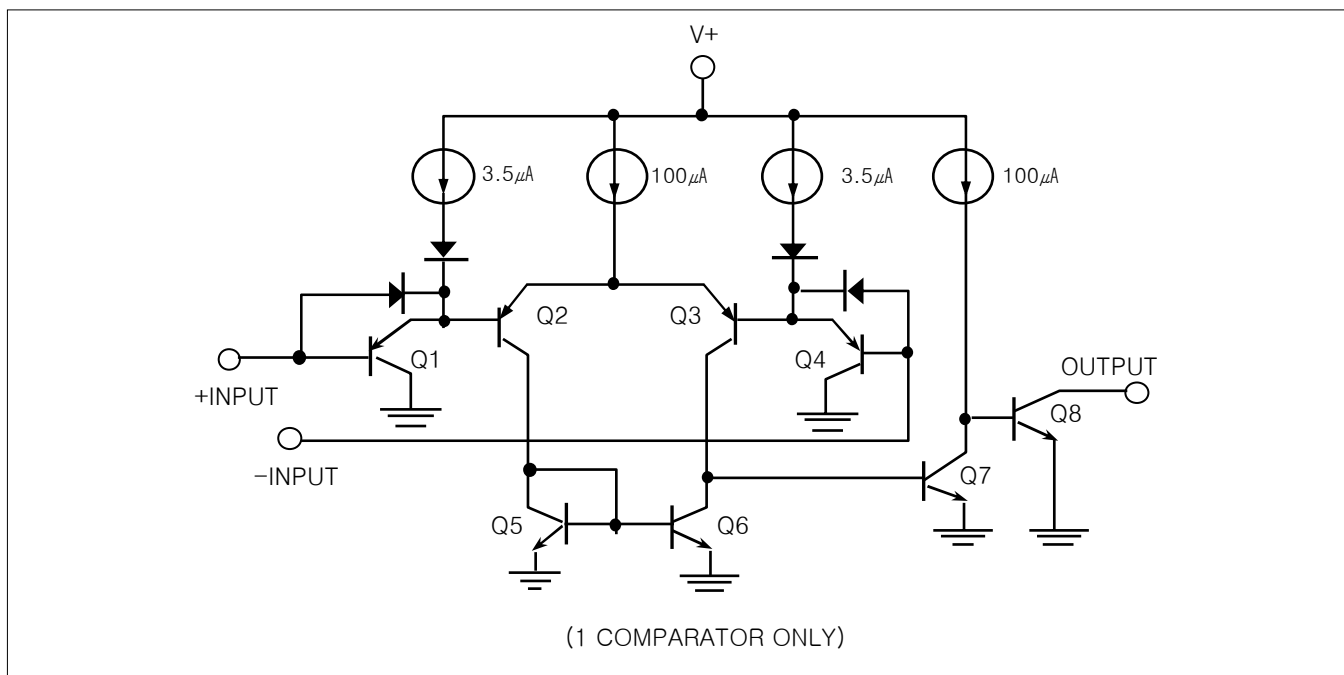 V+
3.5㎂
100㎂
3.5㎂
100㎂
Q2
Q3
Q1
Q4
OUTPUT
+INPUT
Q8
−INPUT
Q7
Q5
Q6
(1 COMPARATOR ONLY)